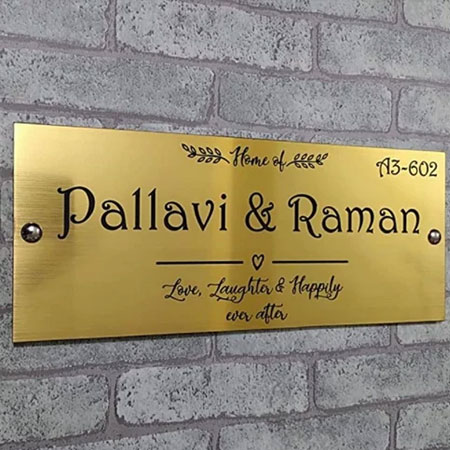 Home of
A3-602
Pallavi & Raman
Love, Laughter & Happily
ever after